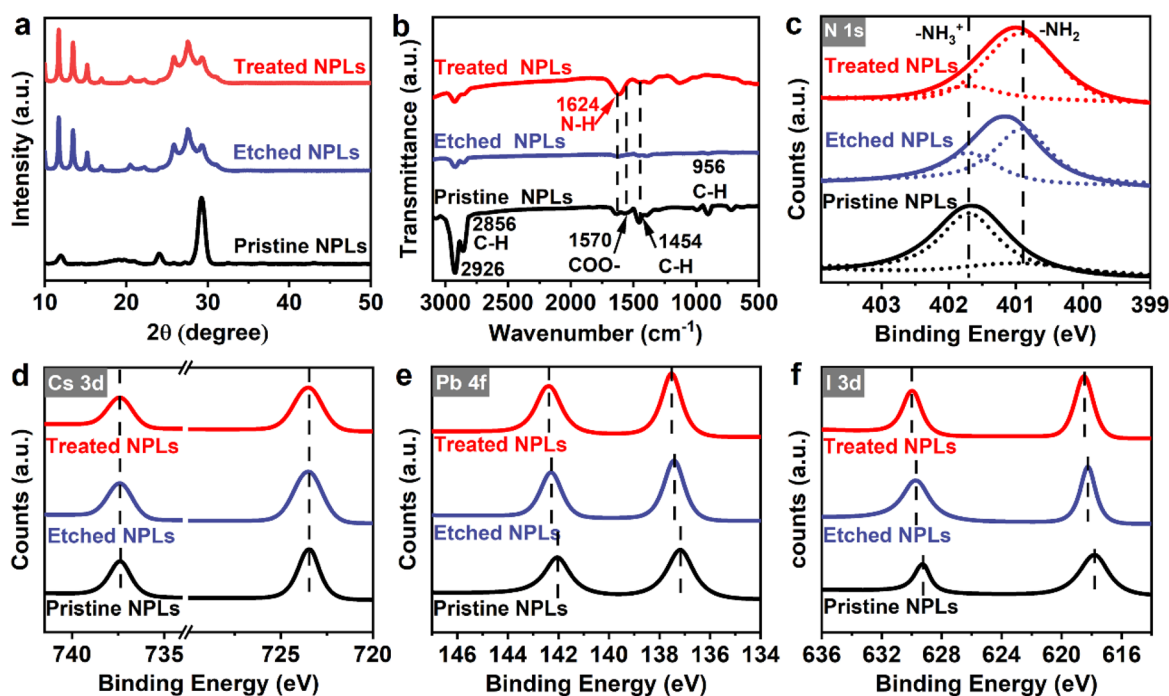 a
Treated NPLs
Etched NPLs
Pristine NPLs
Intensity (a.u.)
10 20 30 40 50
2θ (degree)
b
Treated NPLs
1624
N-H
Etched NPLs
956
C-H
Pristine NPLs
2856
C-H
2926
1570
COO-
1454
C-H
Transmittance (a.u.)
3000 2500 2000 1500 1000 500
Wavenumber (cm-1)
c
N 1s
-NH3+
-NH2
Treated NPLs
Etched NPLs
Pristine NPLs
Counts (a.u.)
403 402 401 400 399
Binding Energy (eV)
d
Cs 3d
Treated NPLs
Etched NPLs
Pristine NPLs
Counts (a.u.)
740 735 725 720
Binding Energy (eV)
e
Pb 4f
Treated NPLs
Etched NPLs
Pristine NPLs
Counts (a.u.)
146 144 142 140 138 136 134
Binding Energy (eV)
f
I 3d
Treated NPLs
Etched NPLs
Pristine NPLs
counts (a.u.)
636 632 628 624 620 616
Binding Energy (eV)